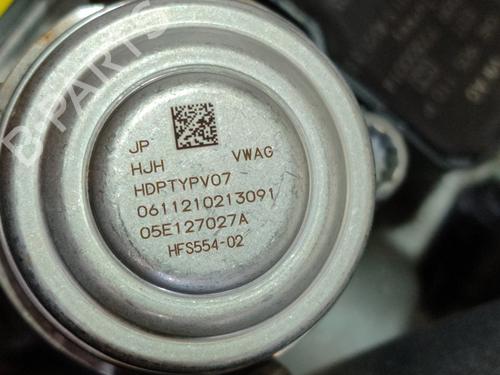 B-PARTS
JP
HJH VWAG
HDPTYPV07
0611210213091
05E127027A
HFS554-02